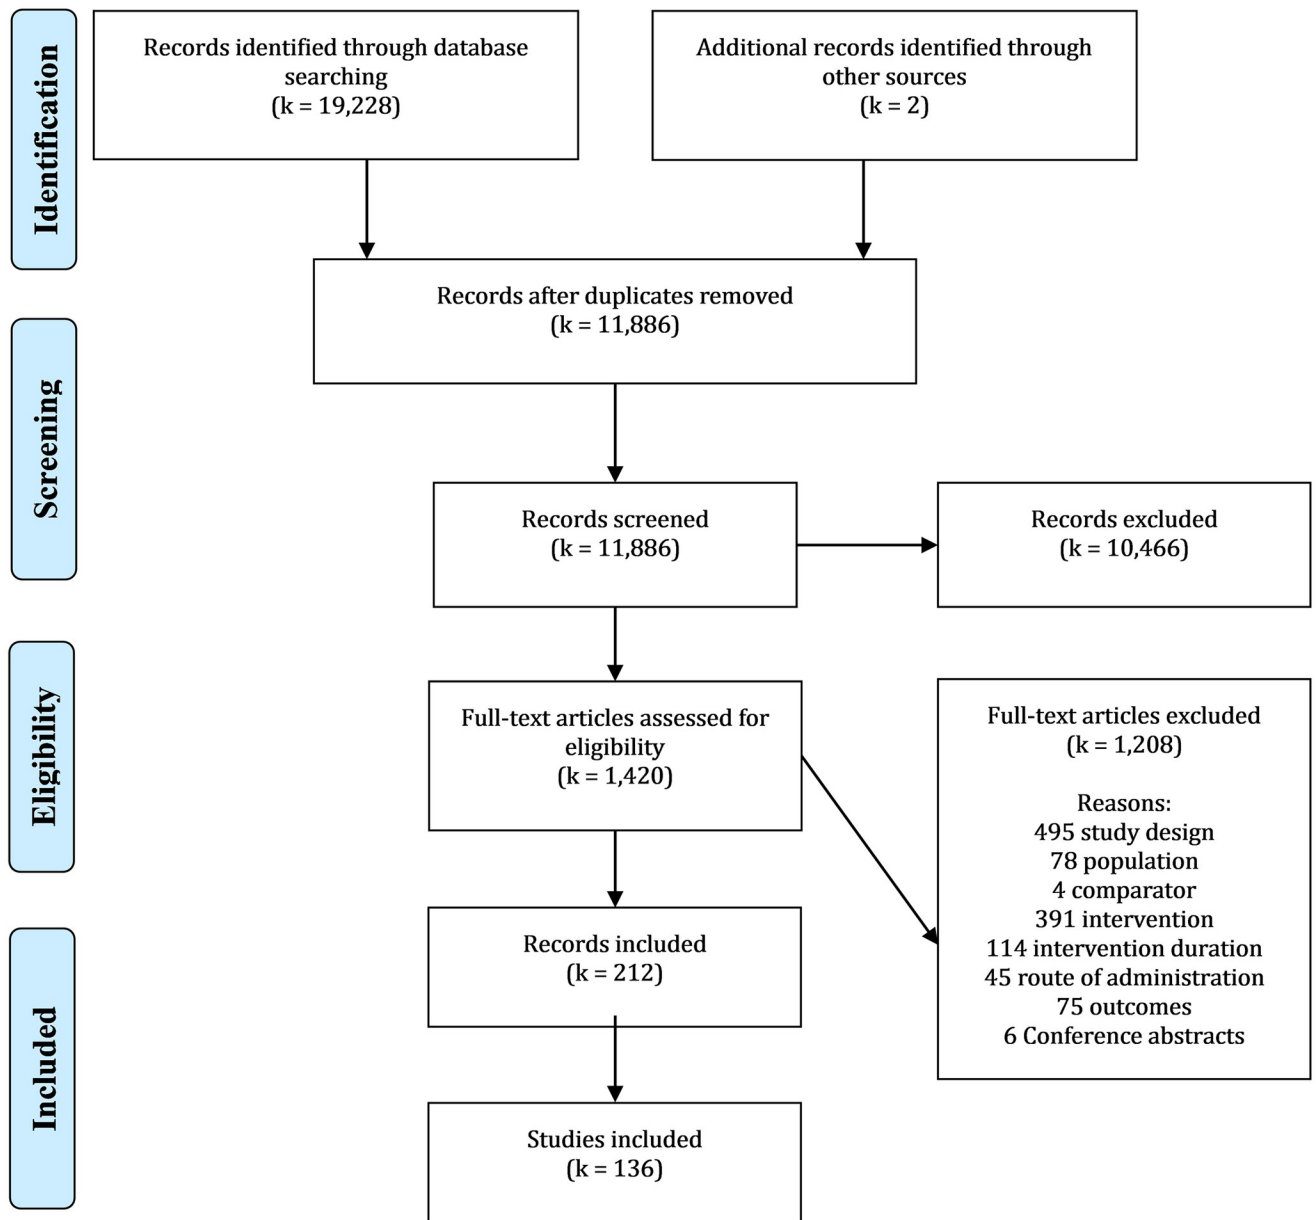 Identification
Records identified through database
searching
(k = 19,228)
Additional records identified through
other sources
(k = 2)
Records after duplicates removed
(k = 11,886)
Screening
Records screened
(k = 11,886)
Records excluded
(k = 10,466)
Eligibility
Full-text articles assessed for
eligibility
(k = 1,420)
Full-text articles excluded
(k = 1,208)
Reasons:
495 study design
78 population
4 comparator
391 intervention
114 intervention duration
45 route of administration
75 outcomes
6 Conference abstracts
Included
Records included
(k = 212)
Studies included
(k = 136)